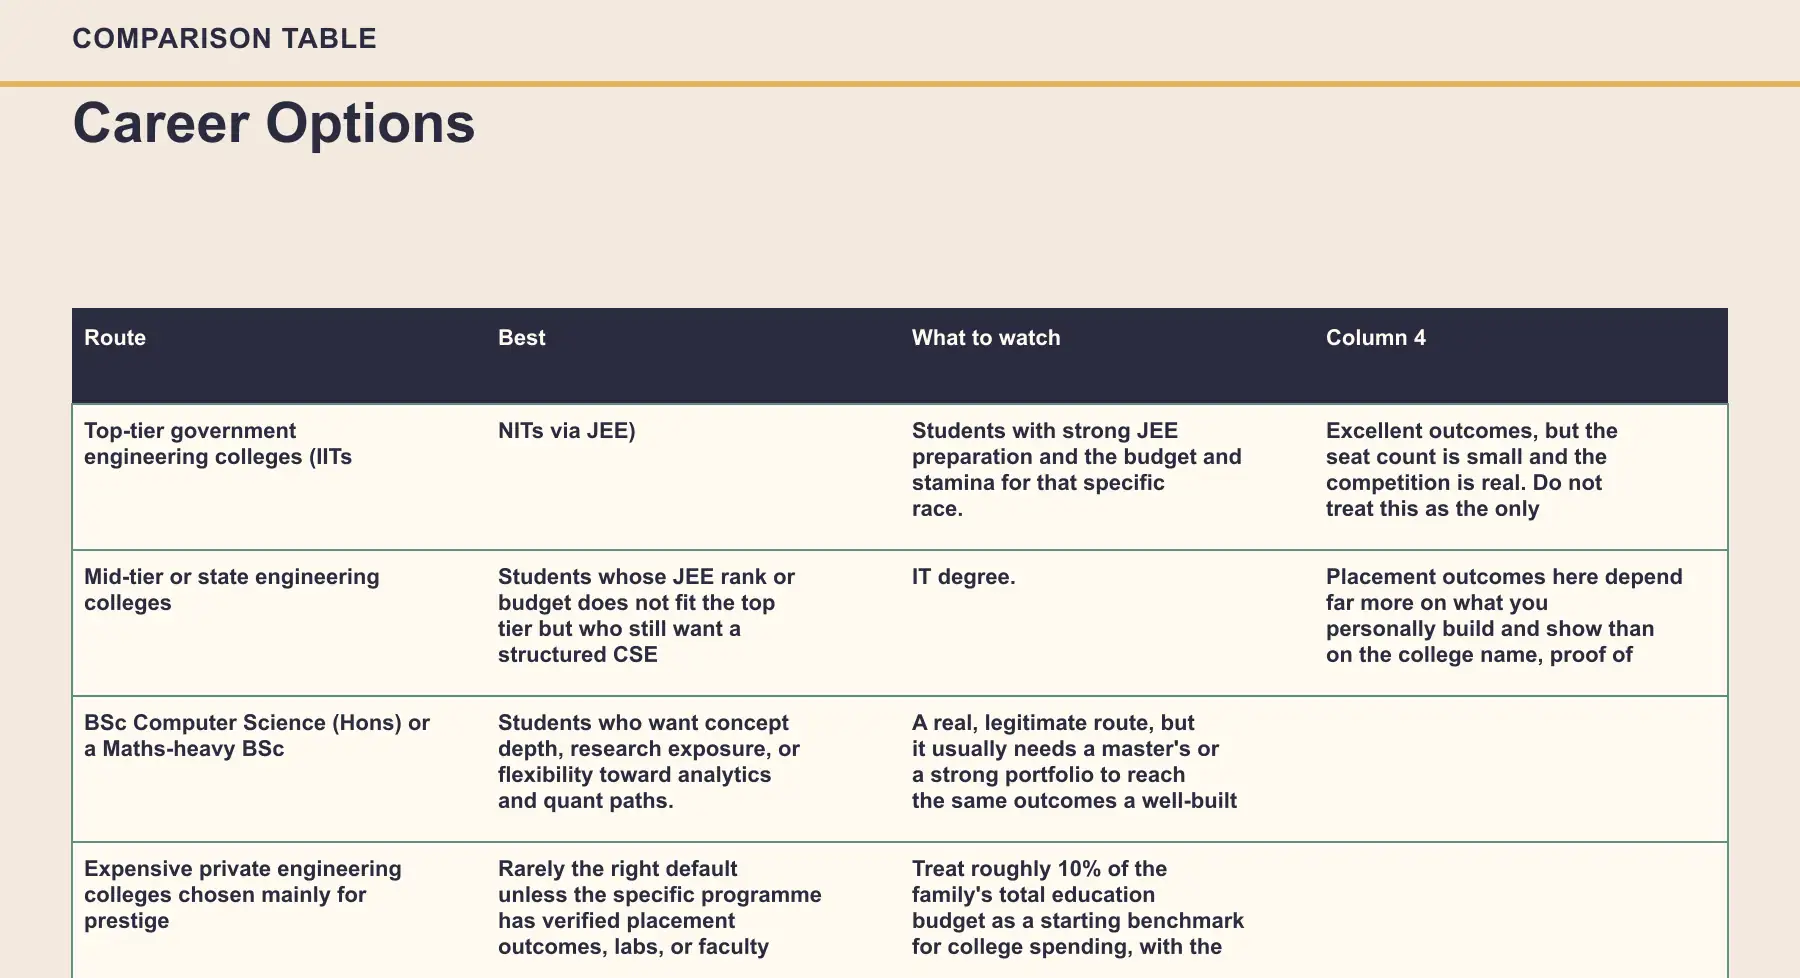 COMPARISON TABLE
Career Options
Route
Best
What to watch
Column 4
Top-tier government
engineering colleges (IITs
NITs via JEE)
Students with strong JEE
preparation and the budget and
stamina for that specific
race.
Excellent outcomes, but the
seat count is small and the
competition is real. Do not
treat this as the only
Mid-tier or state engineering
colleges
Students whose JEE rank or
budget does not fit the top
tier but who still want a
structured CSE
IT degree.
Placement outcomes here depend
far more on what you
personally build and show than
on the college name, proof of
BSc Computer Science (Hons) or
a Maths-heavy BSc
Students who want concept
depth, research exposure, or
flexibility toward analytics
and quant paths.
A real, legitimate route, but
it usually needs a master's or
a strong portfolio to reach
the same outcomes a well-built
Expensive private engineering
colleges chosen mainly for
prestige
Rarely the right default
unless the specific programme
has verified placement
outcomes, labs, or faculty
Treat roughly 10% of the
family's total education
budget as a starting benchmark
for college spending, with the